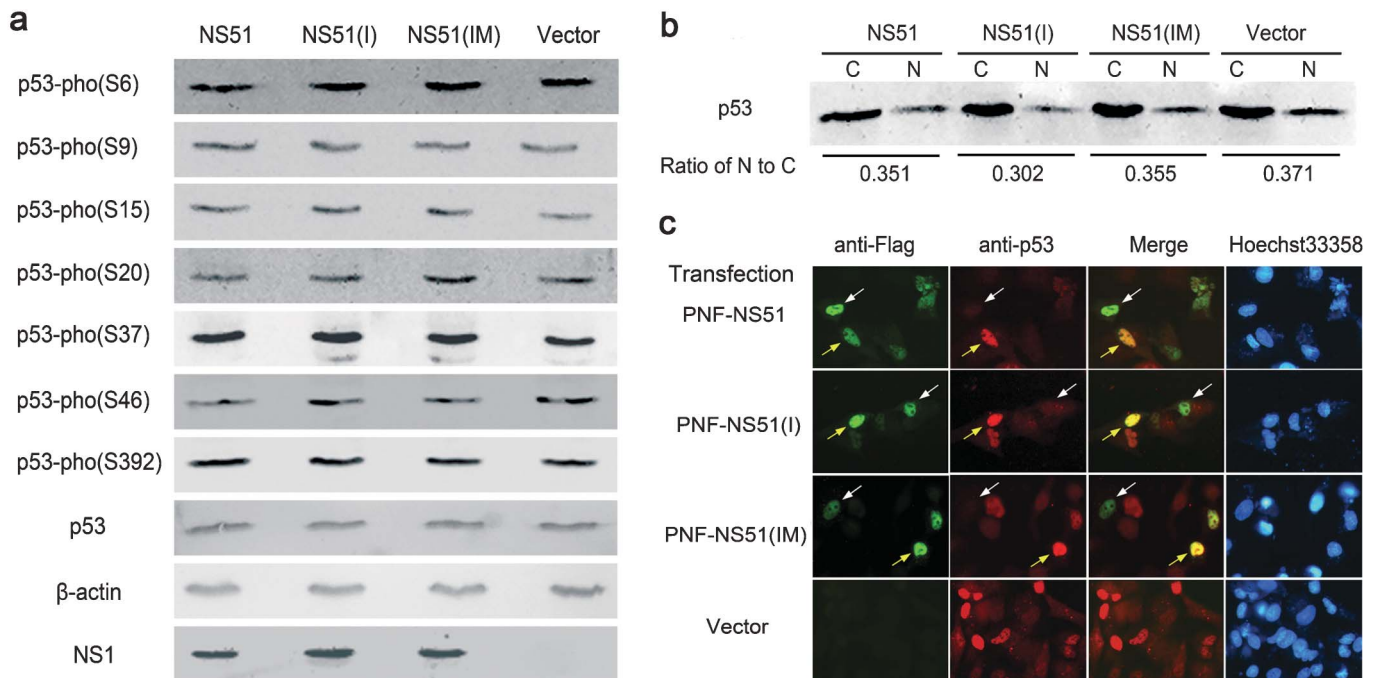 a
NS51 NS51(I) NS51(IM) Vector
p53-pho(S6)
p53-pho(S9)
p53-pho(S15)
p53-pho(S20)
p53-pho(S37)
p53-pho(S46)
p53-pho(S392)
p53
β-actin
NS1
b
NS51 NS51(I) NS51(IM) Vector
C N C N C N C N
p53
Ratio of N to C 0.351 0.302 0.355 0.371
c
anti-Flag anti-p53 Merge Hoechst33358
Transfection
PNF-NS51
PNF-NS51(I)
PNF-NS51(IM)
Vector